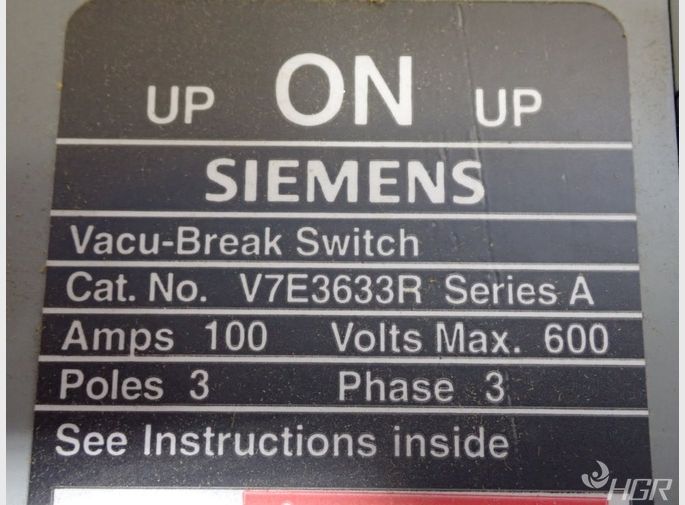 UP ON UP
SIEMENS
Vacu-Break Switch
Cat. No. V7E3633R Series A
Amps 100 Volts Max. 600
Poles 3 Phase 3
See Instructions inside
HGR